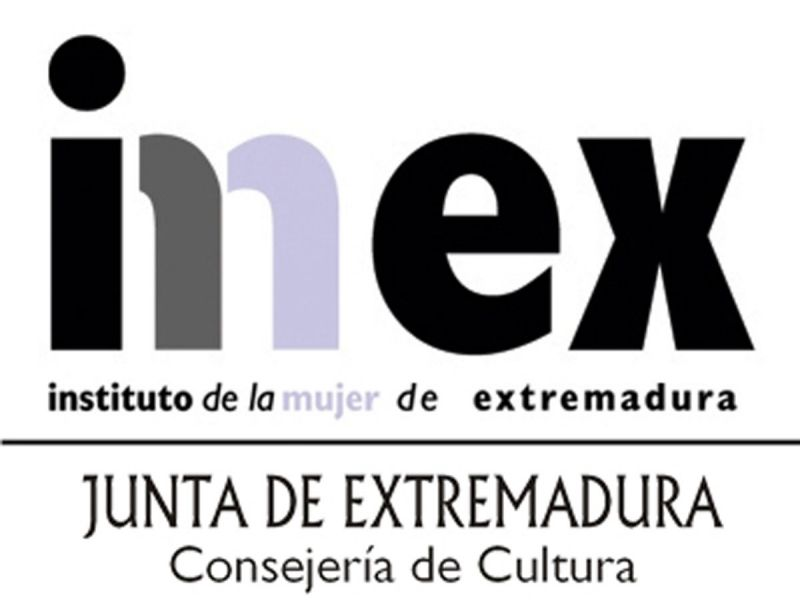 imex
instituto de la mujer de extremadura
JUNTA DE EXTREMADURA
Consejería de Cultura